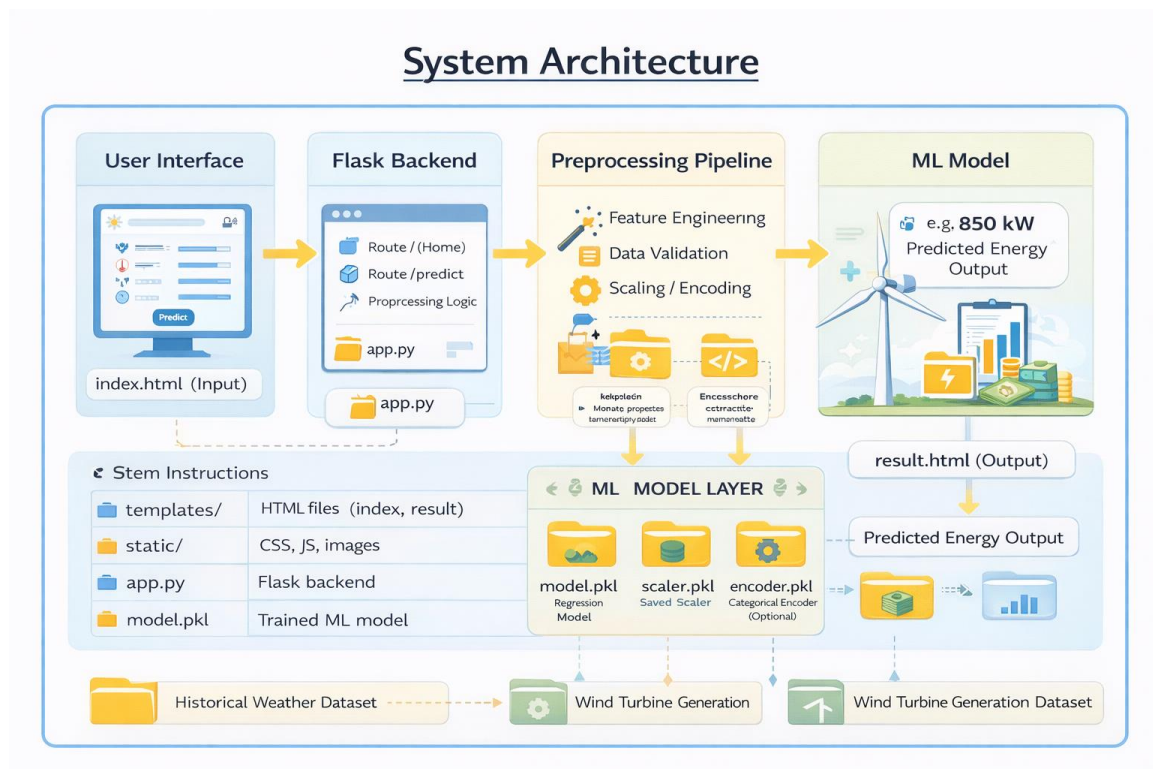 System Architecture
User Interface
Predict
index.html (Input)
Flask Backend
Route / (Home)
Route /predict
Proprcessing Logic
app.py
app.py
Preprocessing Pipeline
Feature Engineering
Data Validation
Scaling / Encoding
ML Model
e.g, 850 kW
Predicted Energy
Output
Stem Instructions
templates/ HTML files (index, result)
static/ CSS, JS, images
app.py Flask backend
model.pkl Trained ML model
ML MODEL LAYER
model.pkl
Regression
Model
scaler.pkl
Saved Scaler
encoder.pkl
Categorical Encoder
(Optional)
result.html (Output)
Predicted Energy Output
Historical Weather Dataset
Wind Turbine Generation
Wind Turbine Generation Dataset